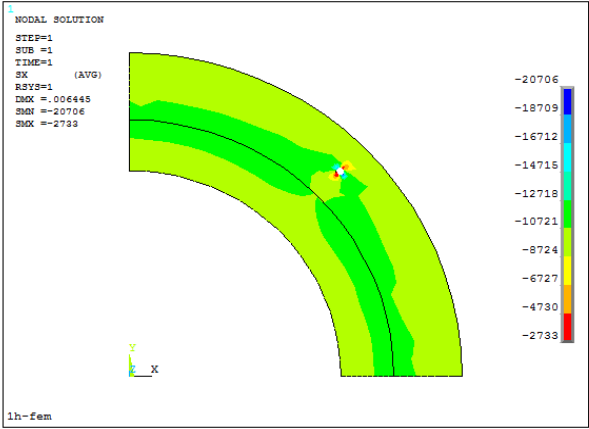 1
NODAL SOLUTION
STEP=1
SUB =1
TIME=1
SX (AVG)
RSYS=1
DMX =.006445
SMN =-20706
SMX =-2733
-20706
-18709
-16712
-14715
-12718
-10721
-8724
-6727
-4730
-2733
Y
Z X
1h-fem